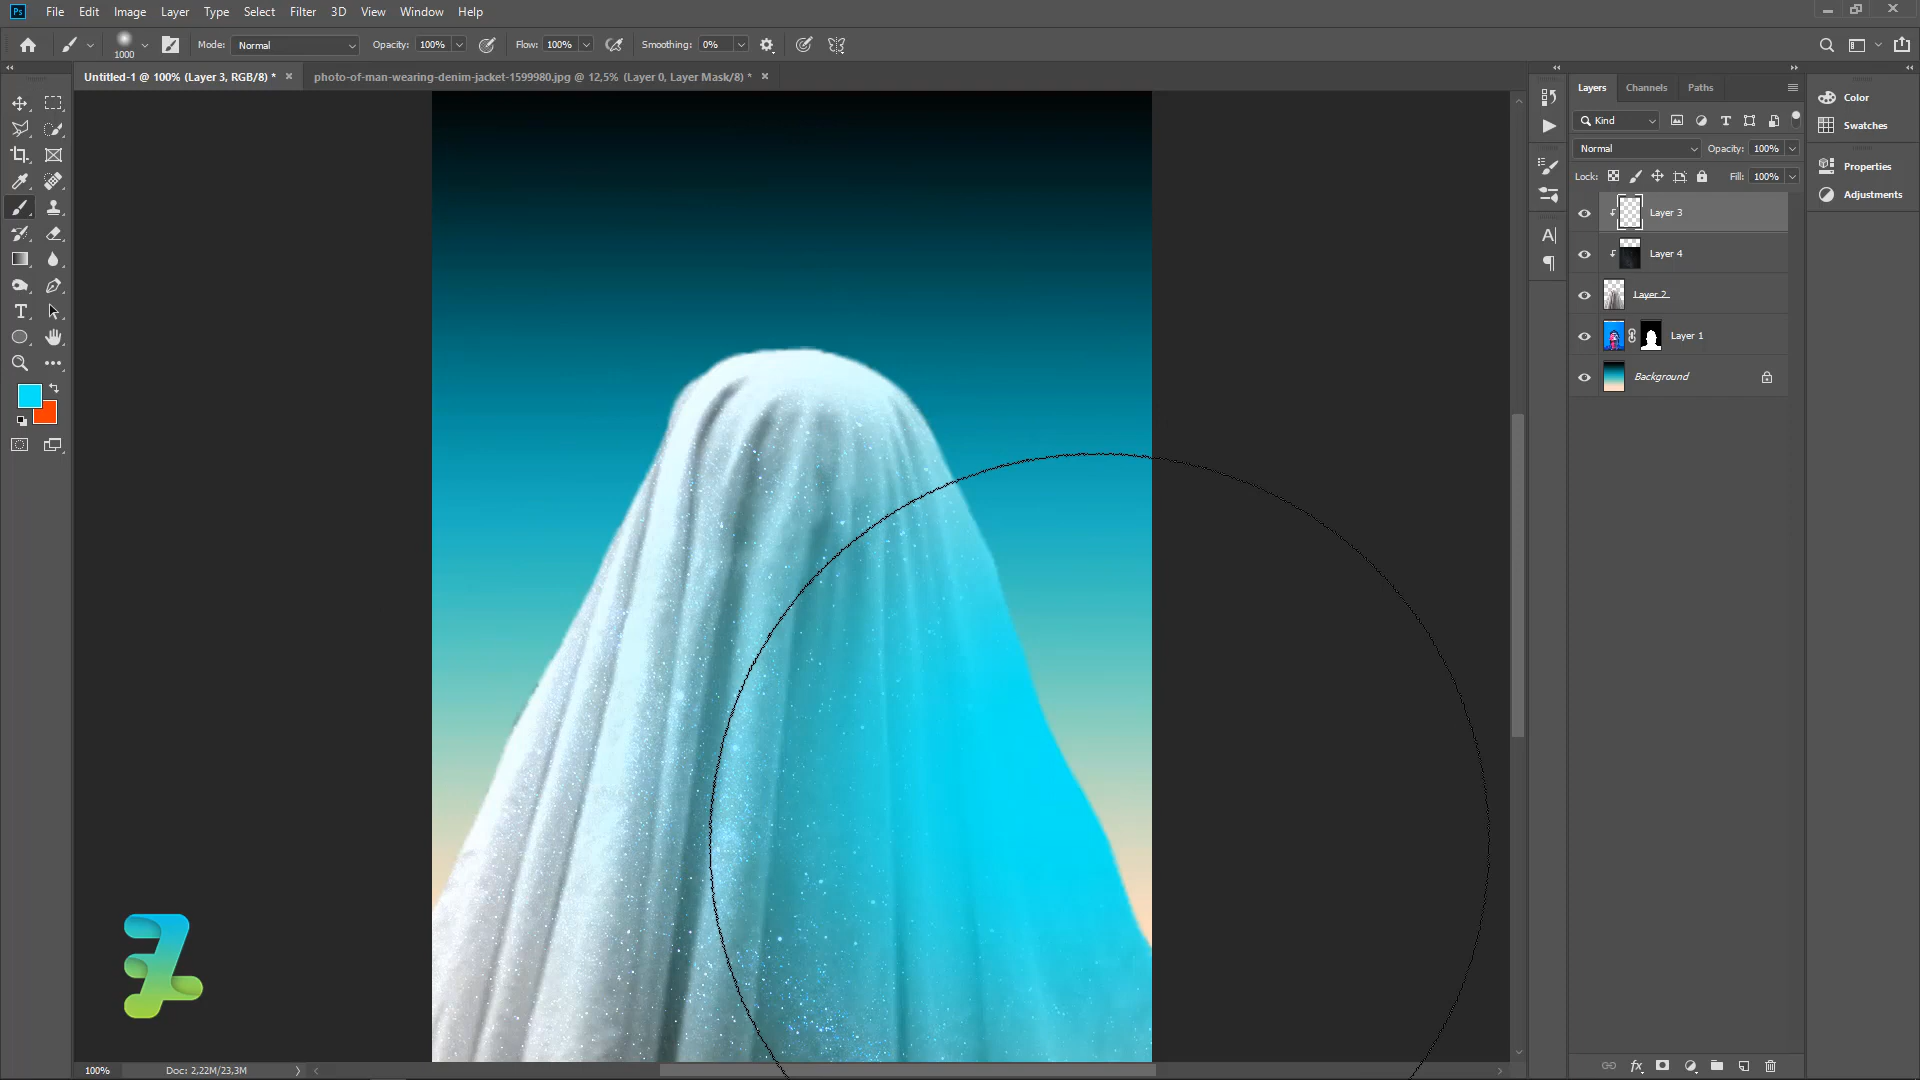 Ps File Edit Image Layer Type Select Filter 3D View Window Help
1000 Mode: Normal Opacity: 100% Flow: 100% Smoothing: 0%
Untitled-1 @ 100% (Layer 3, RGB/8) * photo-of-man-wearing-denim-jacket-1599980.jpg @ 12,5% (Layer 0, Layer Mask/8) *
Layers Channels Paths
Kind
Normal Opacity: 100%
Lock: Fill: 100%
Layer 3
Layer 4
Layer 2
Layer 1
Background
Color
Swatches
Properties
Adjustments
100% Doc: 2,22M/23,3M